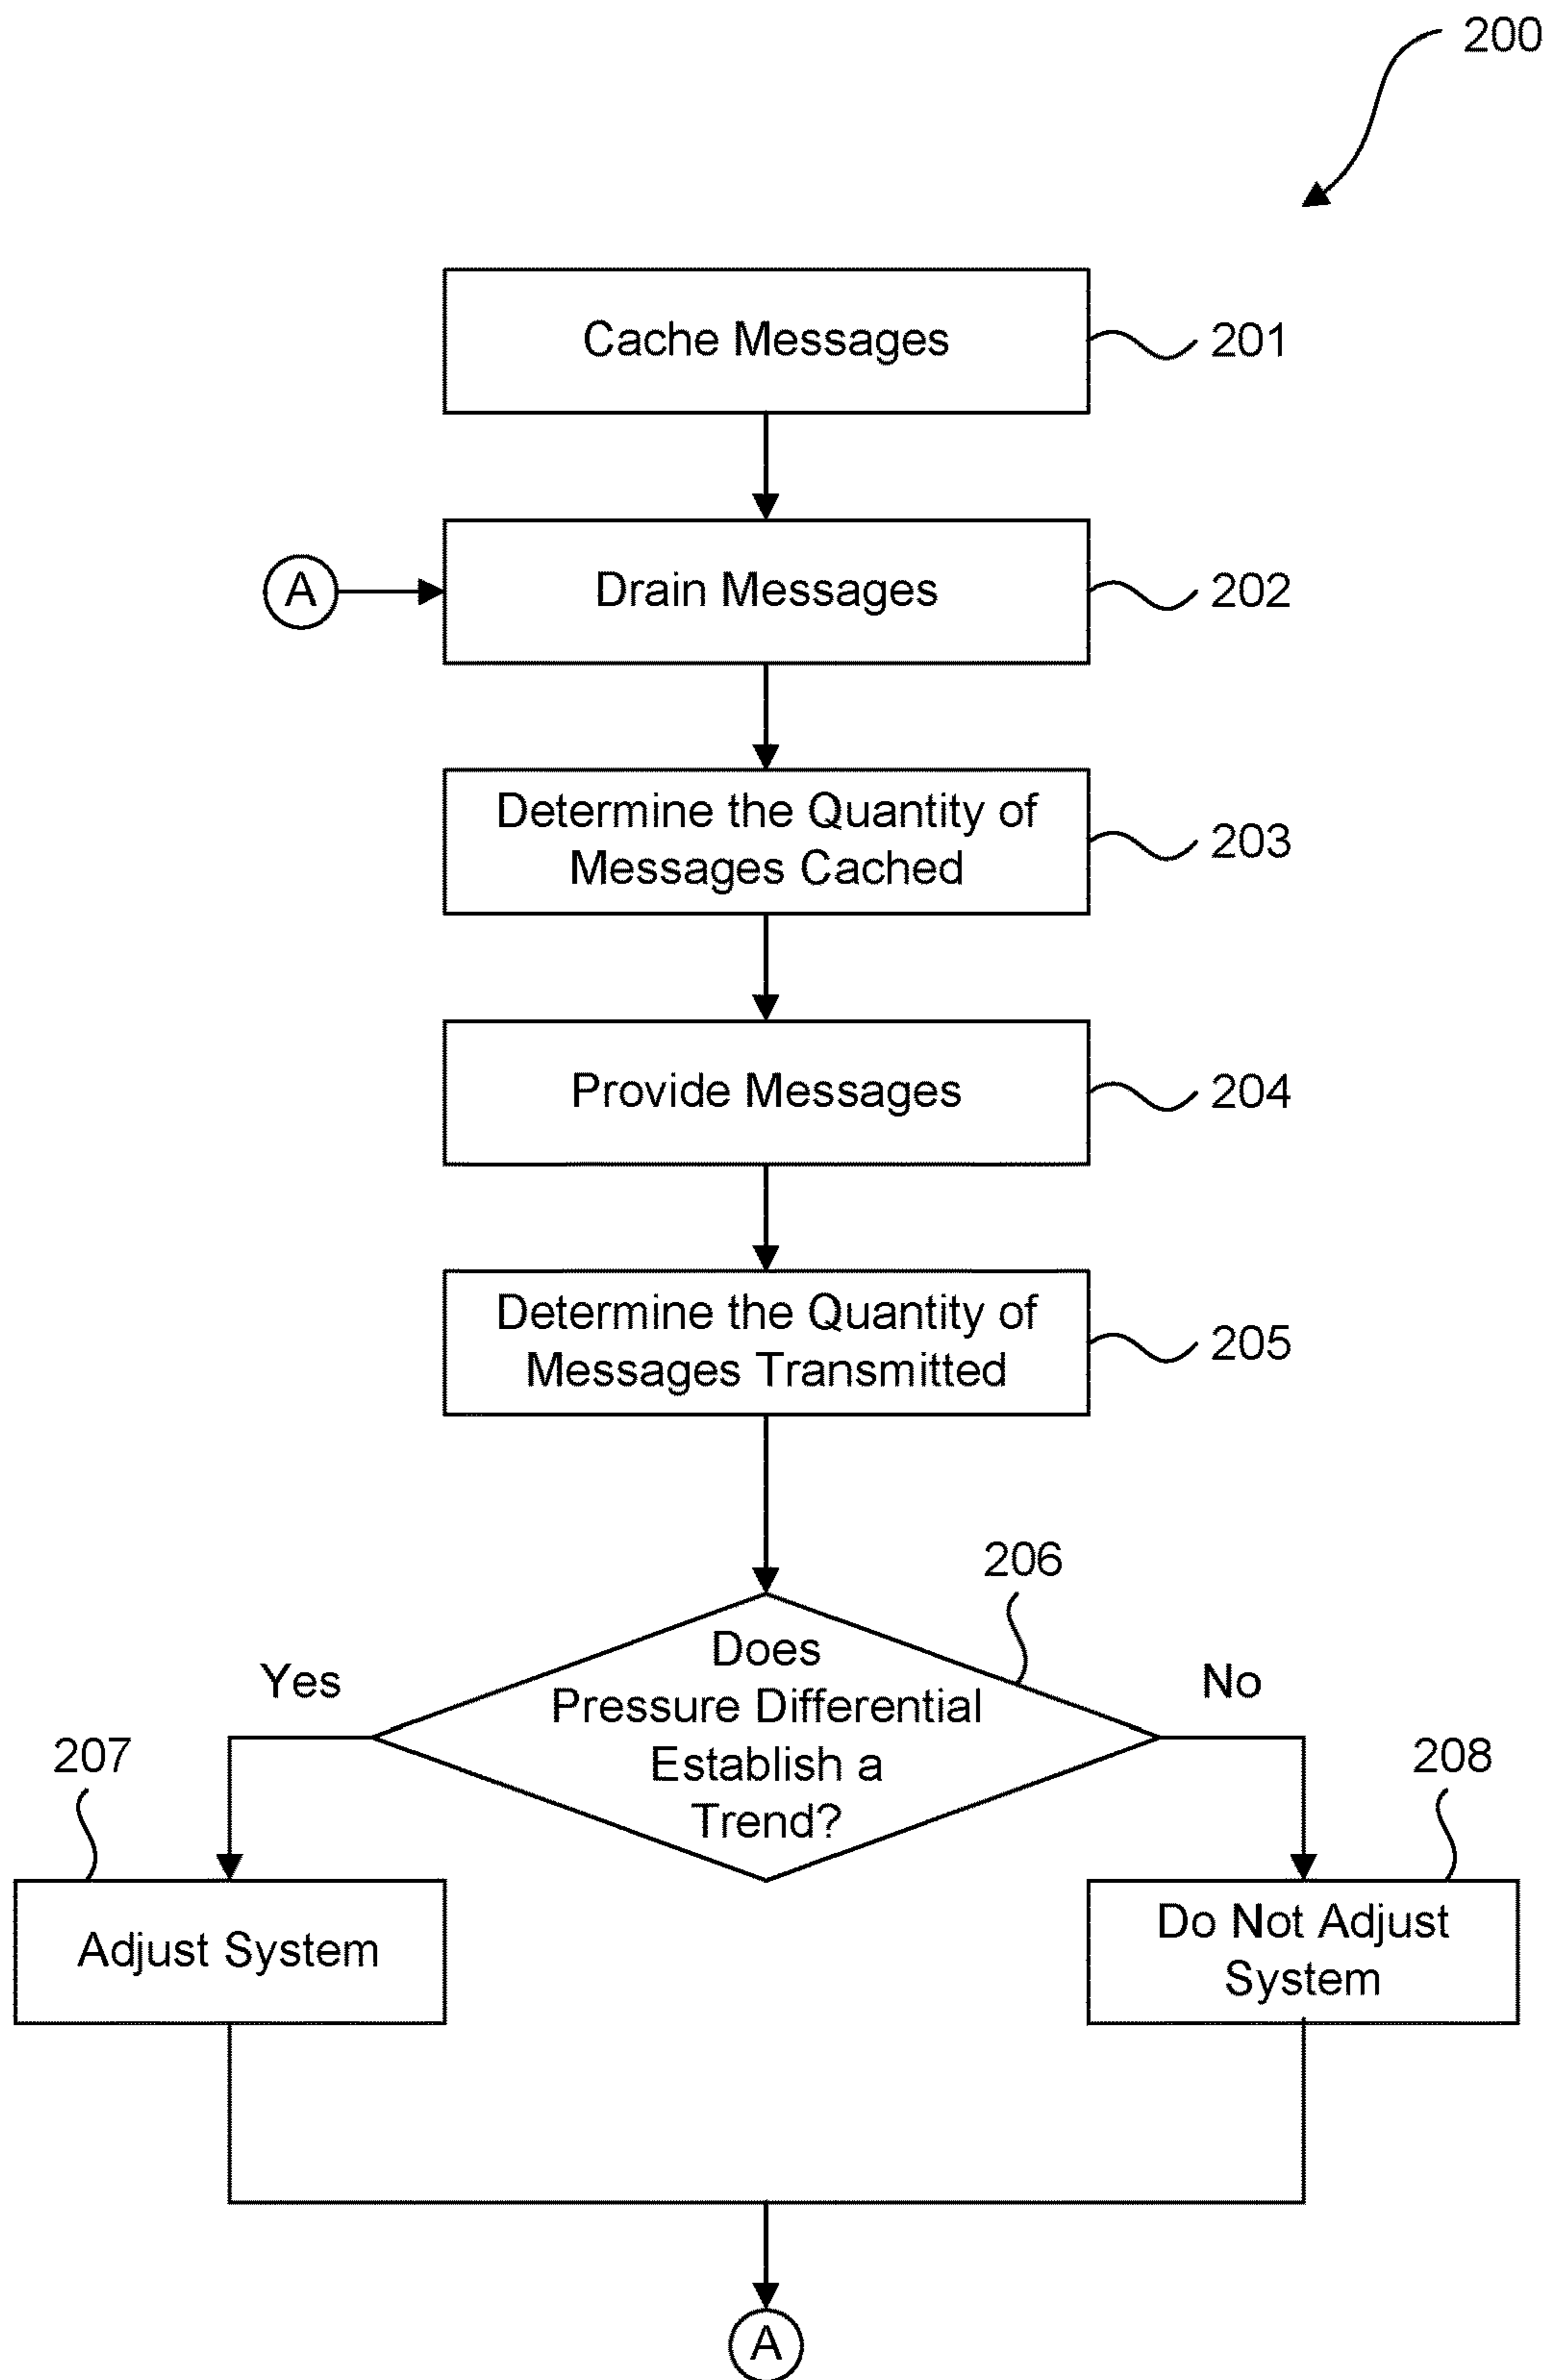 200
Cache Messages
201
A
Drain Messages
202
Determine the Quantity of
Messages Cached
203
Provide Messages
204
Determine the Quantity of
Messages Transmitted
205
206
Does
Pressure Differential
Establish a
Trend?
Yes
No
207
208
Adjust System
Do Not Adjust
System
A